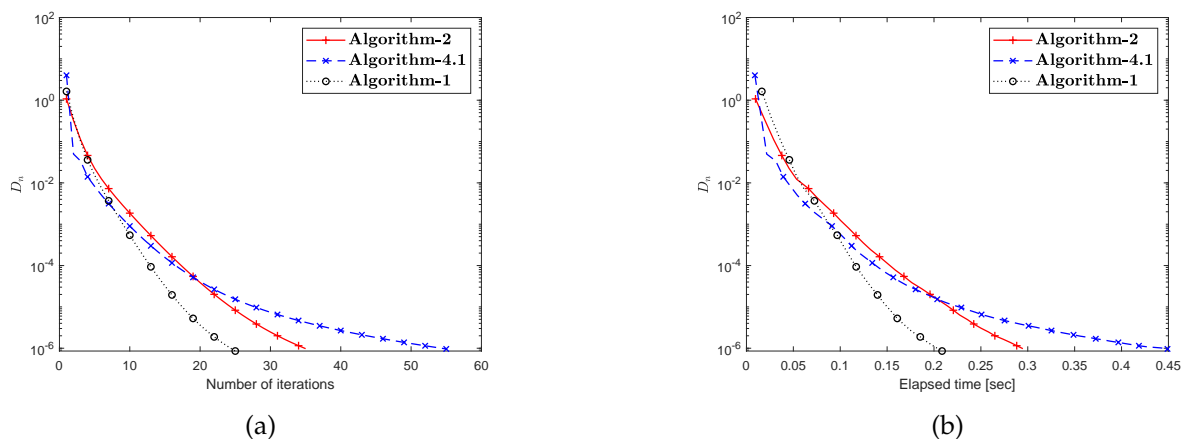 10^2
10^0
10^-2
10^-4
10^-6
D_n
0 10 20 30 40 50 60
Number of iterations
Algorithm-2
Algorithm-4.1
Algorithm-1
(a)
10^2
10^0
10^-2
10^-4
10^-6
D_n
0 0.05 0.1 0.15 0.2 0.25 0.3 0.35 0.4 0.45
Elapsed time [sec]
Algorithm-2
Algorithm-4.1
Algorithm-1
(b)